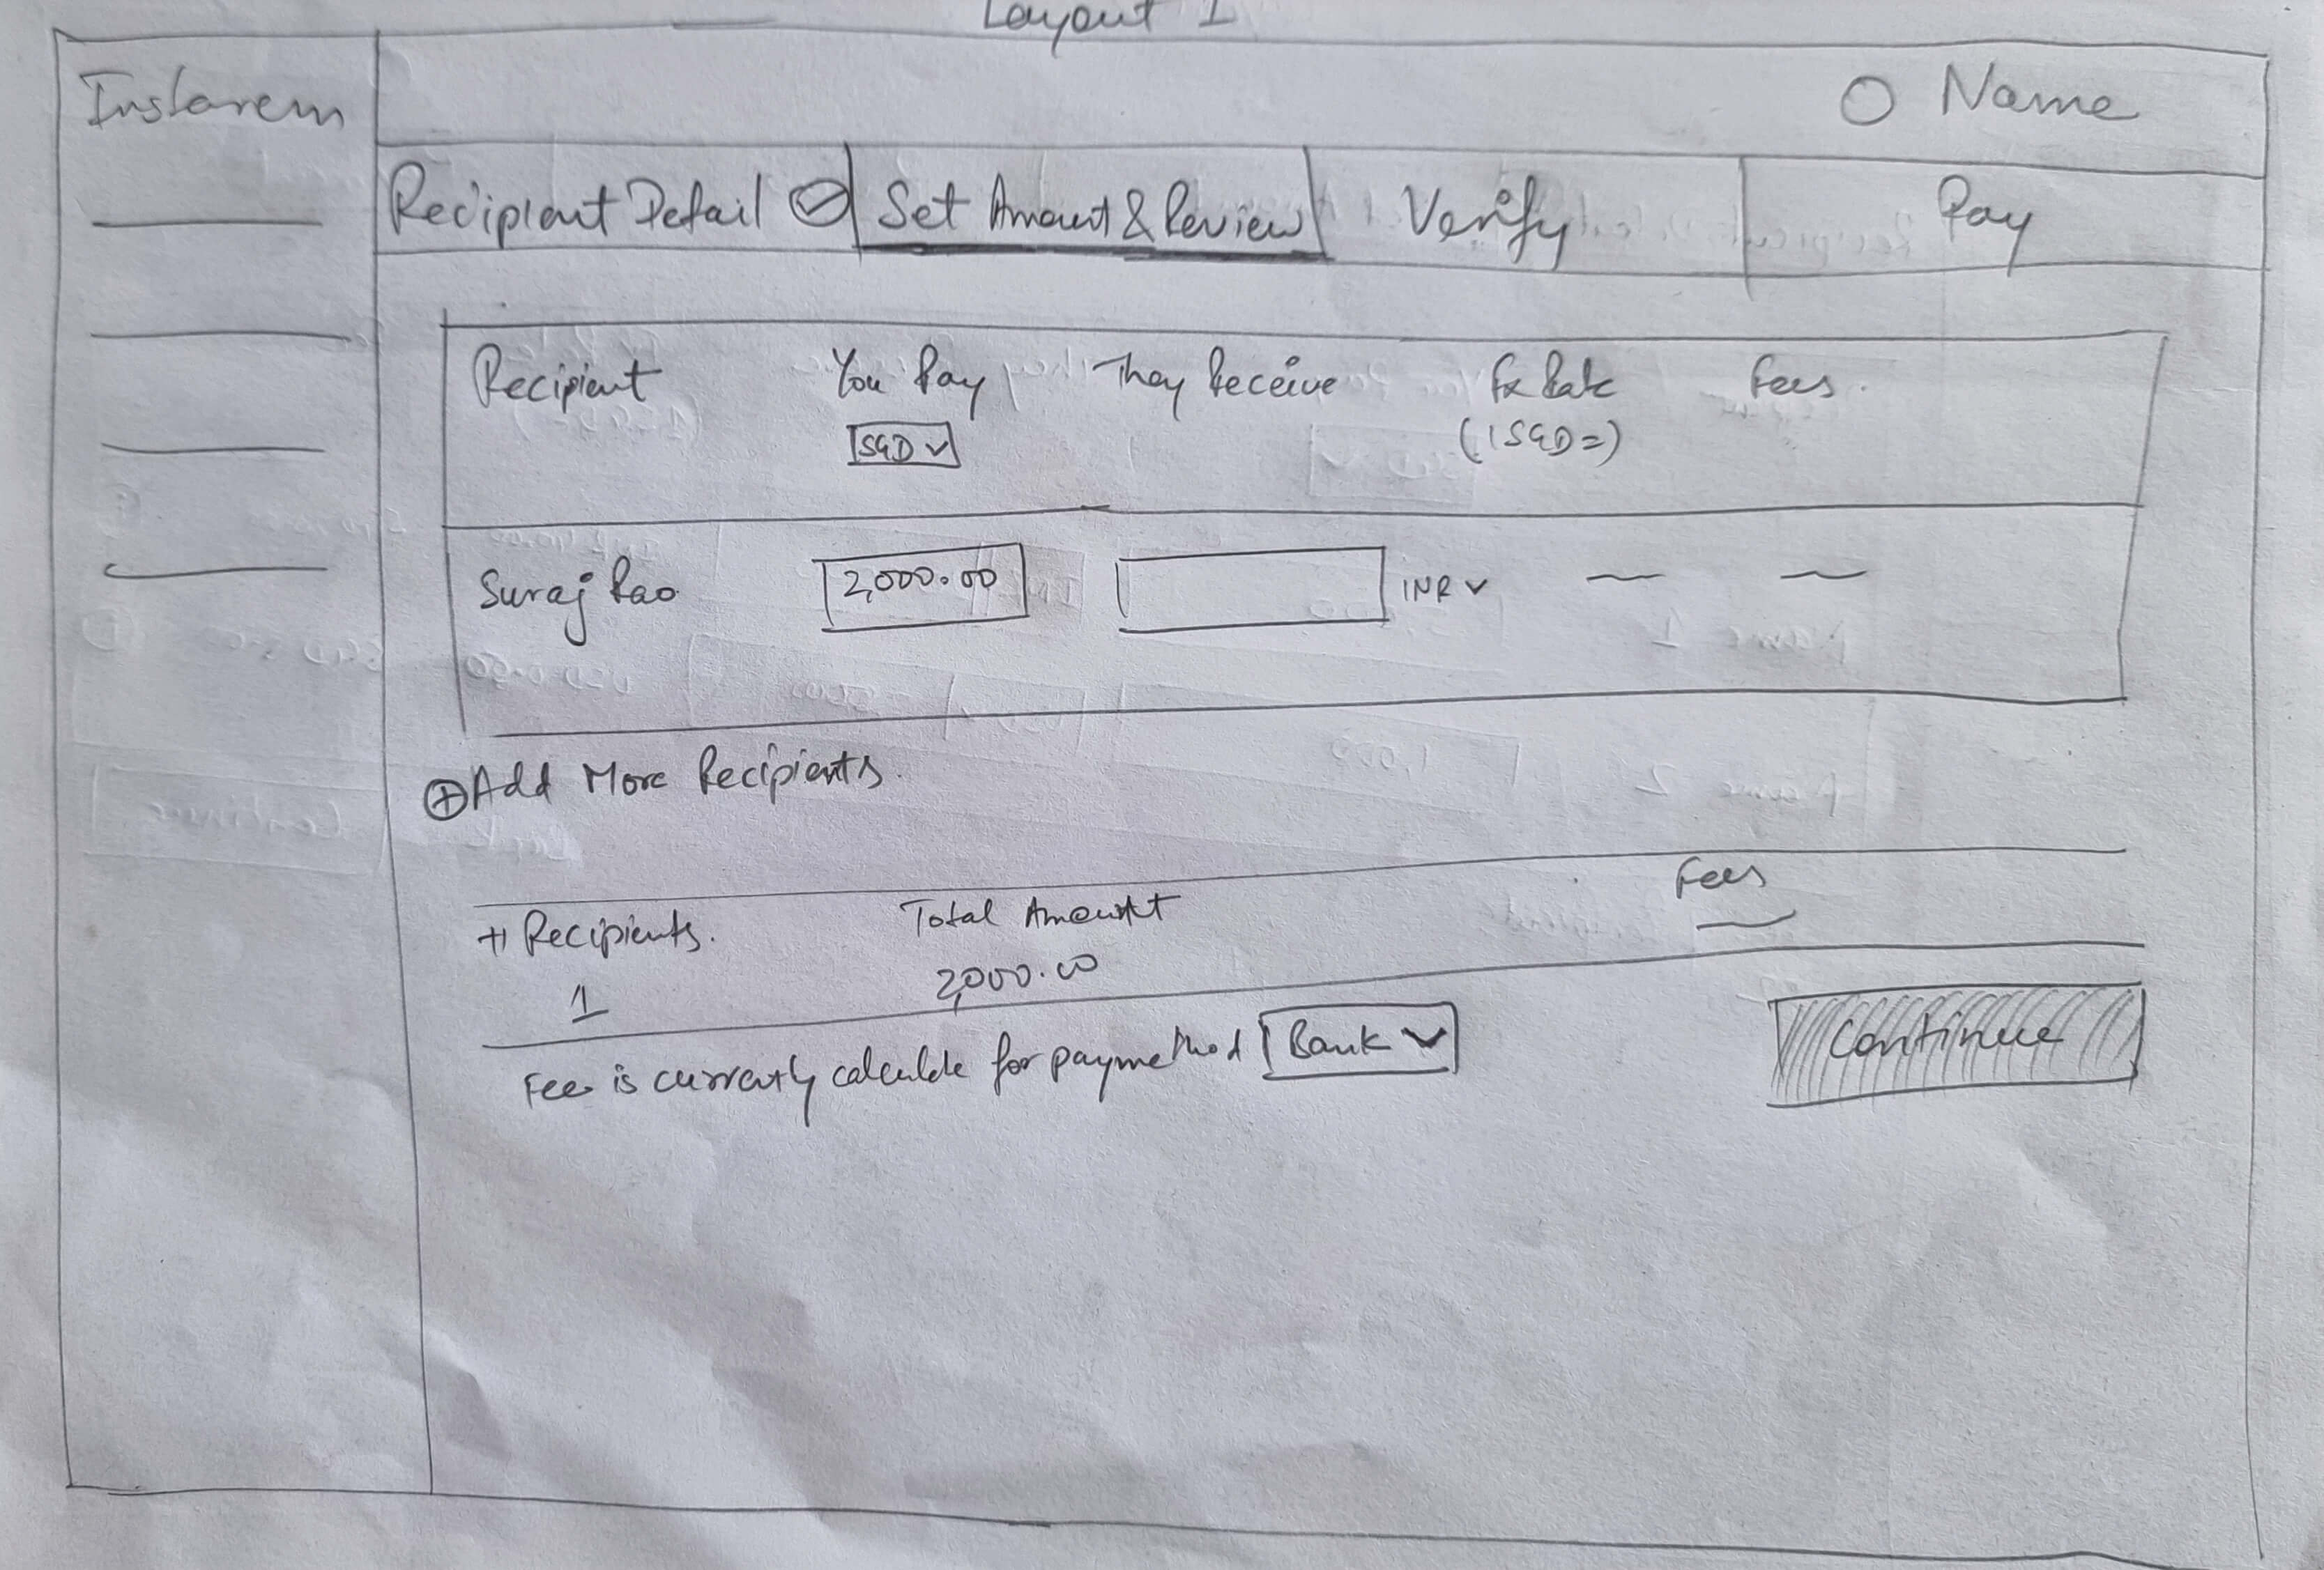 Layout 1
Instarem
Name
Recipient Detail
Set Amount & Review
Verify
Pay
Recipient
You Pay
They Receive
Fx Rate
Fees.
SGD
(1SGD=)
Suraj Rao
2,000.00
INR
Add More Recipients.
# Recipients.
Total Amount
Fees
1
2,000.00
Fee is currently calculate for paymethod
Bank
Continue